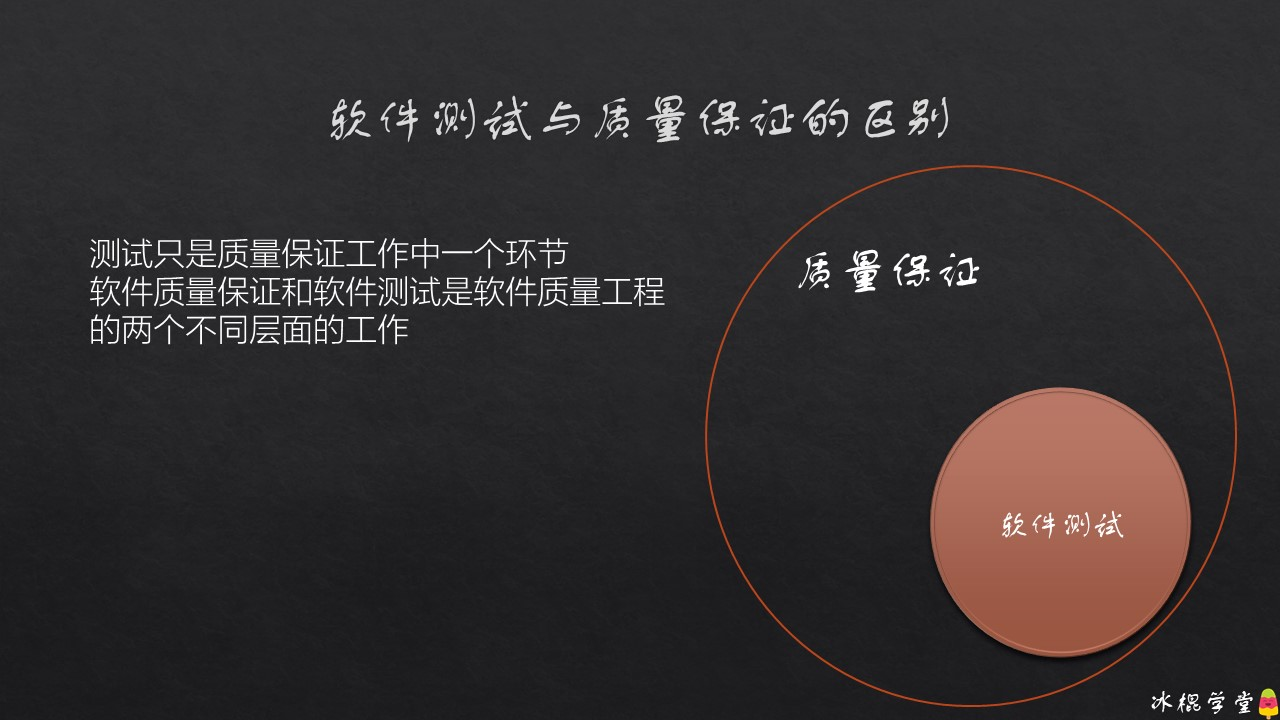 软件测试与质量保证的区别
测试只是质量保证工作中一个环节
软件质量保证和软件测试是软件质量工程
的两个不同层面的工作
质量保证
软件测试
冰棍学堂